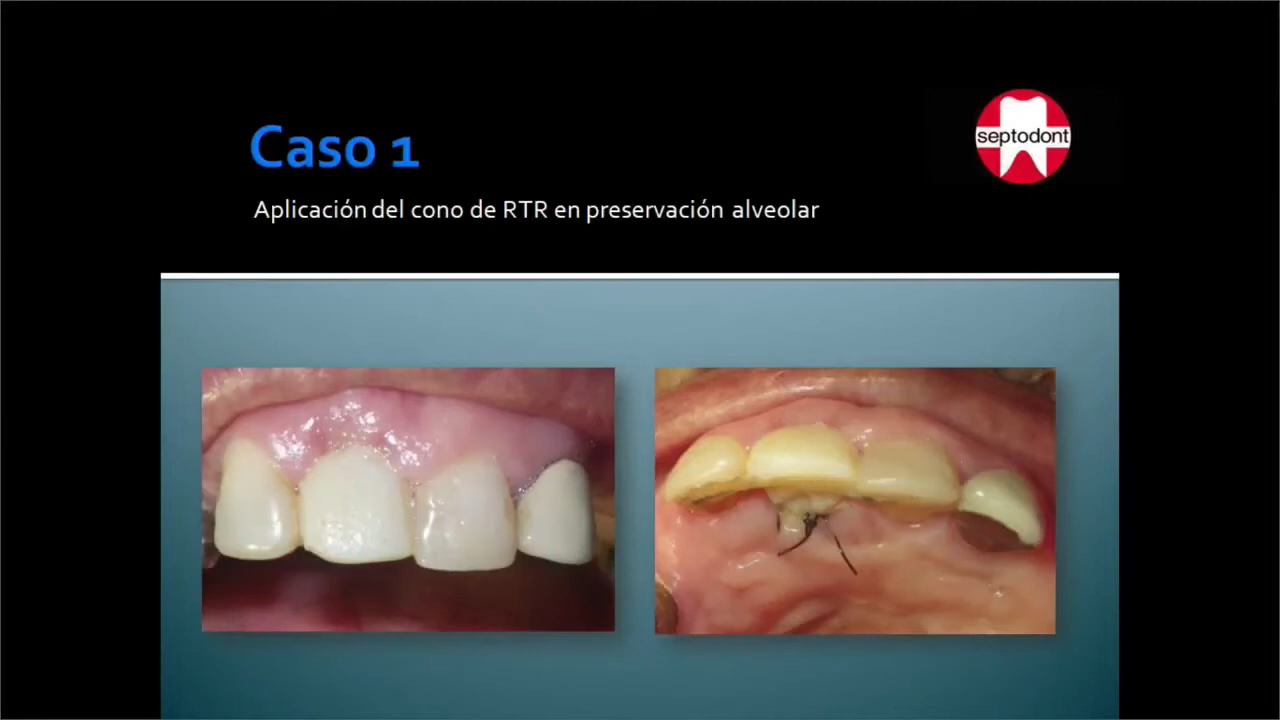 Caso 1
septodont
Aplicación del cono de RTR en preservación alveolar